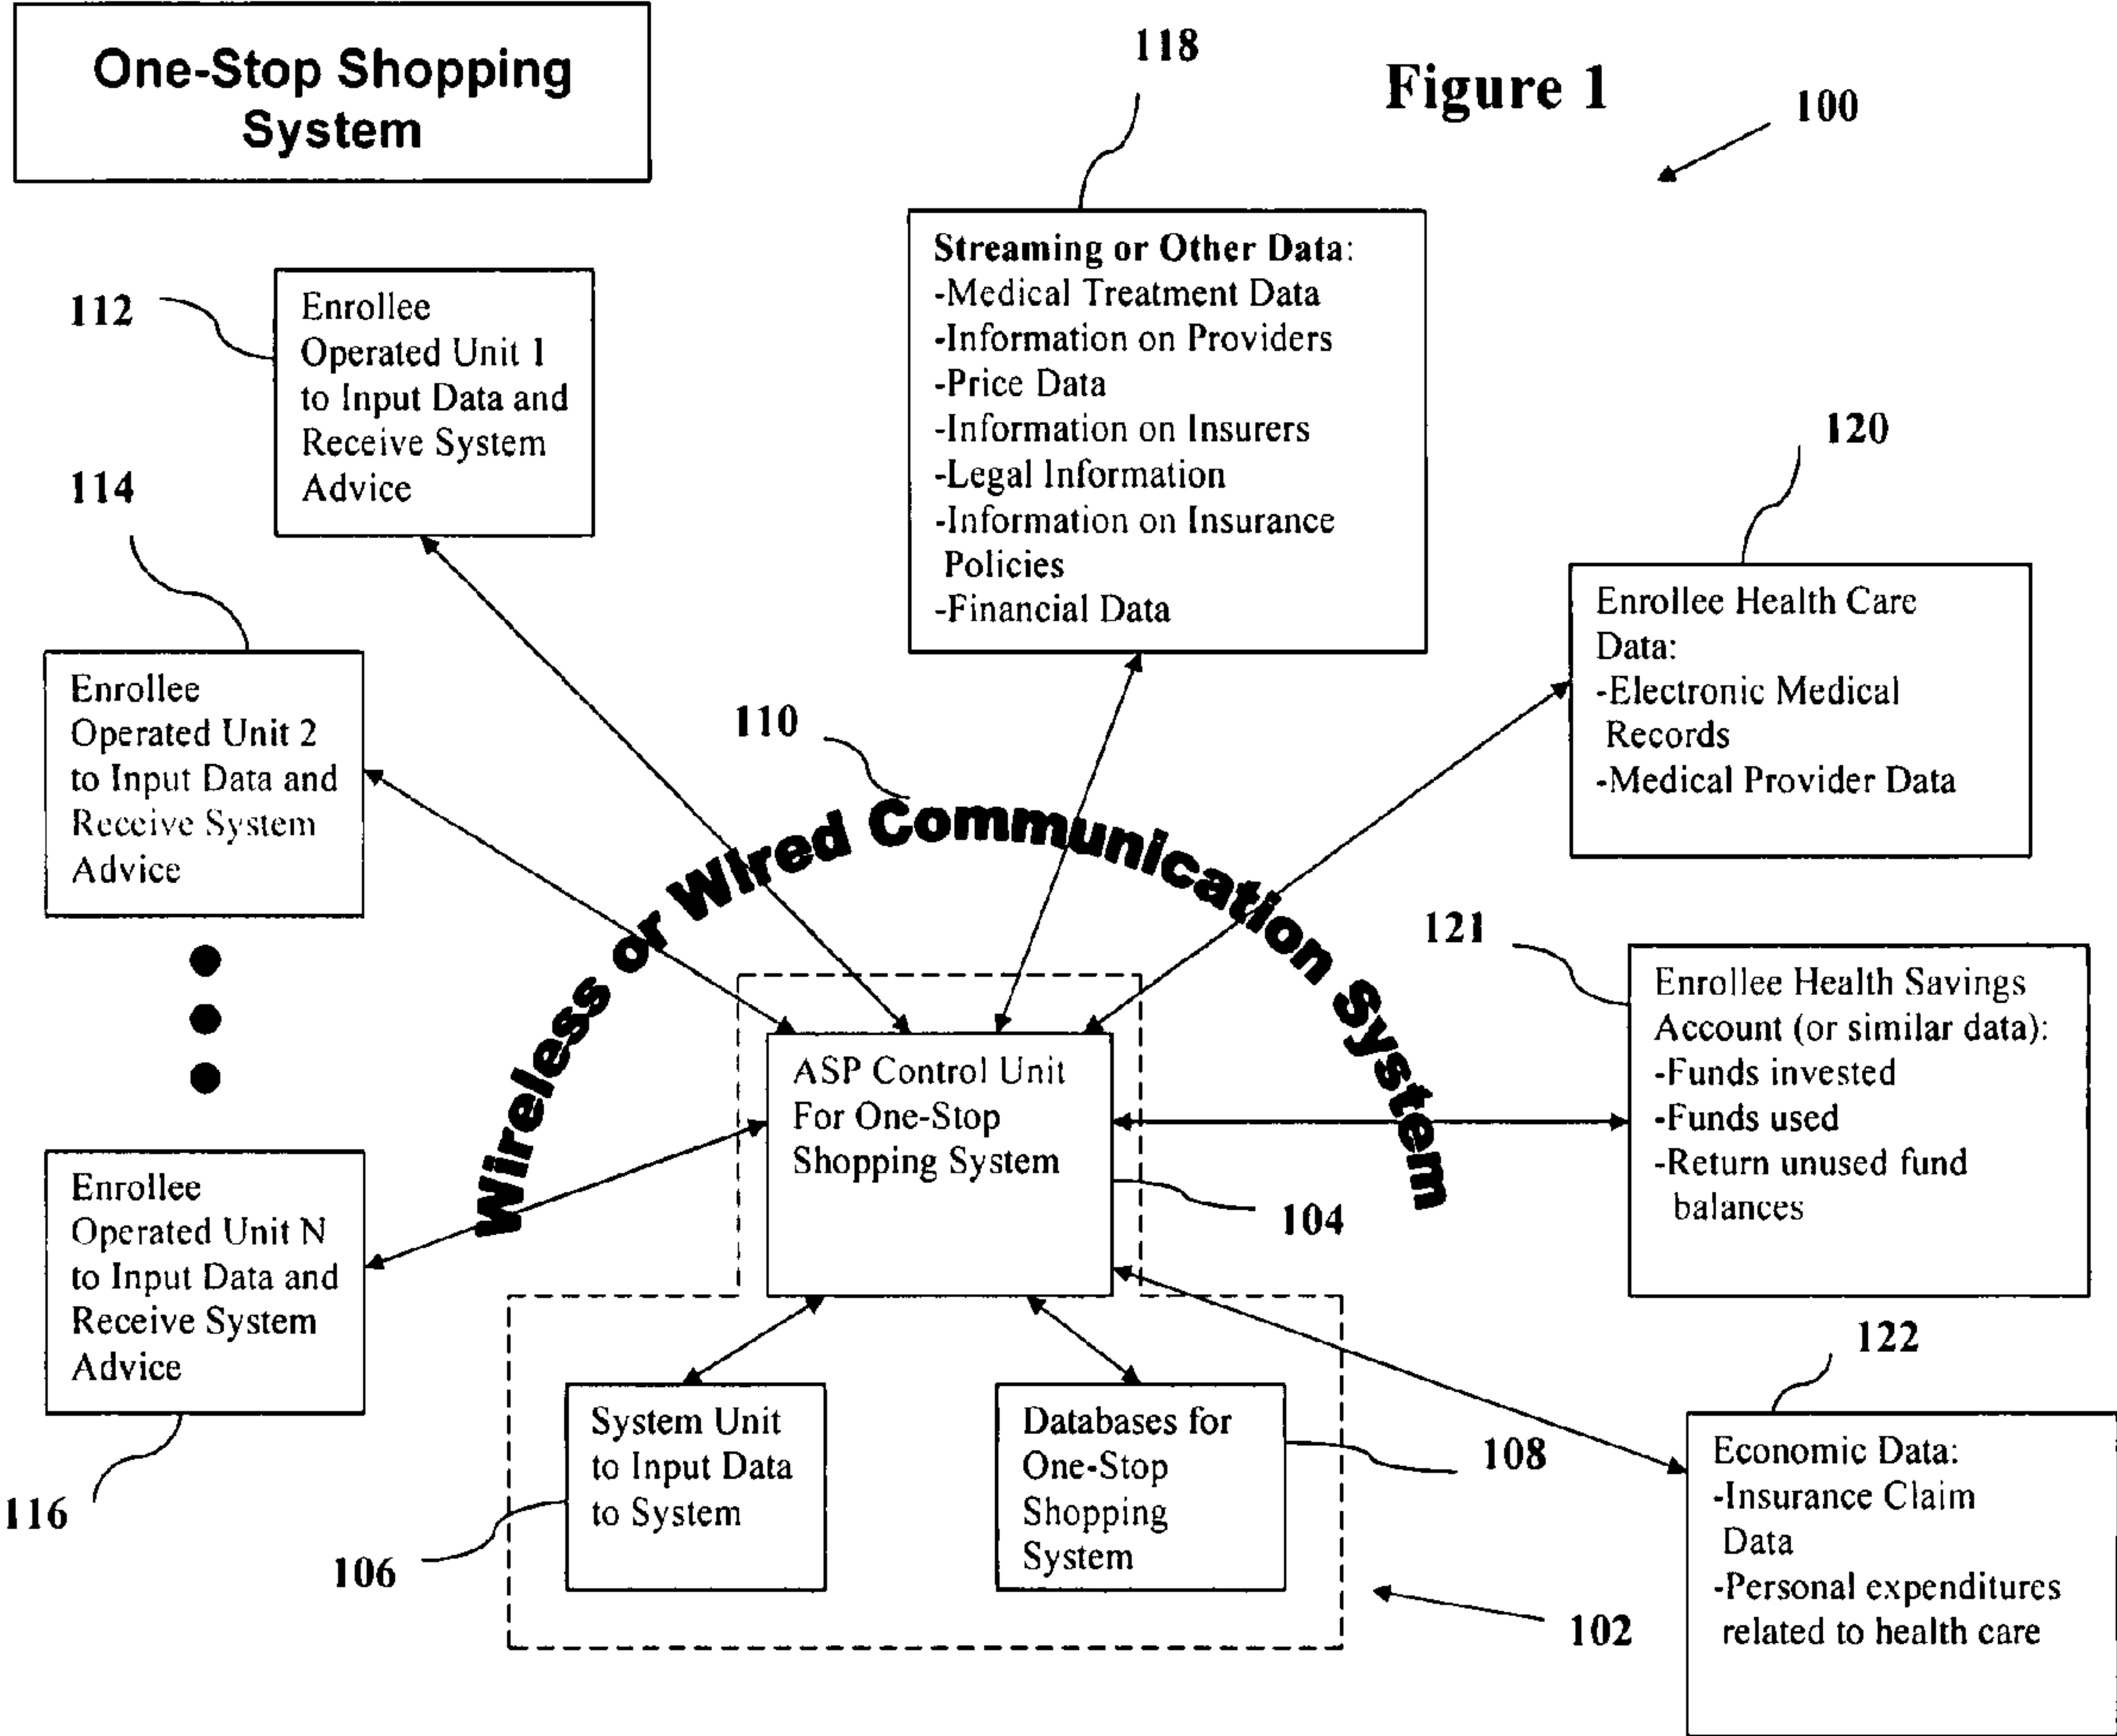 One-Stop Shopping
System
Figure 1
100
118
Streaming or Other Data:
-Medical Treatment Data
-Information on Providers
-Price Data
-Information on Insurers
-Legal Information
-Information on Insurance
Policies
-Financial Data
112
Enrollee
Operated Unit 1
to Input Data and
Receive System
Advice
114
Enrollee
Operated Unit 2
to Input Data and
Receive System
Advice
120
Enrollee Health Care
Data:
-Electronic Medical
Records
-Medical Provider Data
110
Wireless or Wired Communication System
121
Enrollee Health Savings
Account (or similar data):
-Funds invested
-Funds used
-Return unused fund
balances
ASP Control Unit
For One-Stop
Shopping System
104
Enrollee
Operated Unit N
to Input Data and
Receive System
Advice
116
System Unit
to Input Data
to System
106
Databases for
One-Stop
Shopping
System
108
102
122
Economic Data:
-Insurance Claim
Data
-Personal expenditures
related to health care